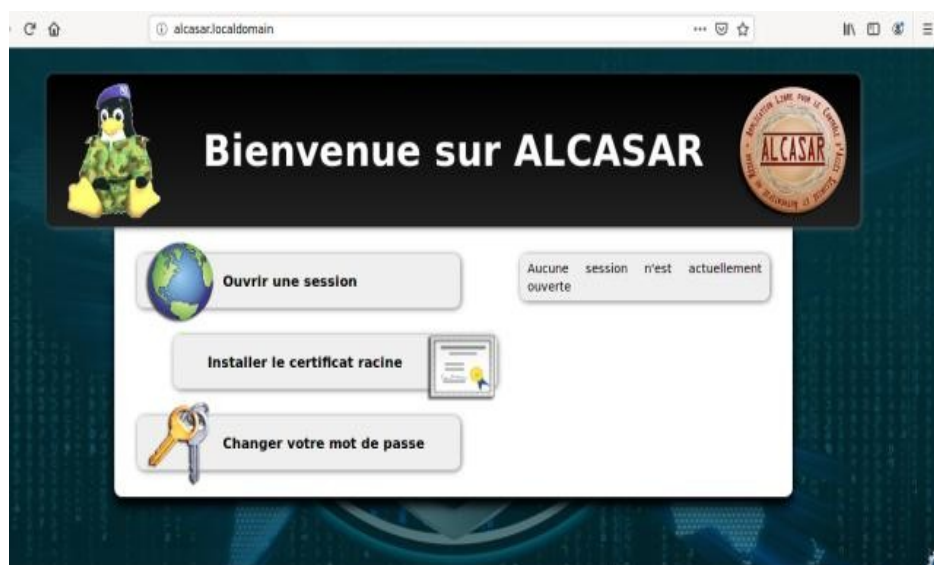 alcasar.localdomain
Bienvenue sur ALCASAR
ALCASAR
Ouvrir une session
Aucune session n'est actuellement
ouverte
Installer le certificat racine
Changer votre mot de passe